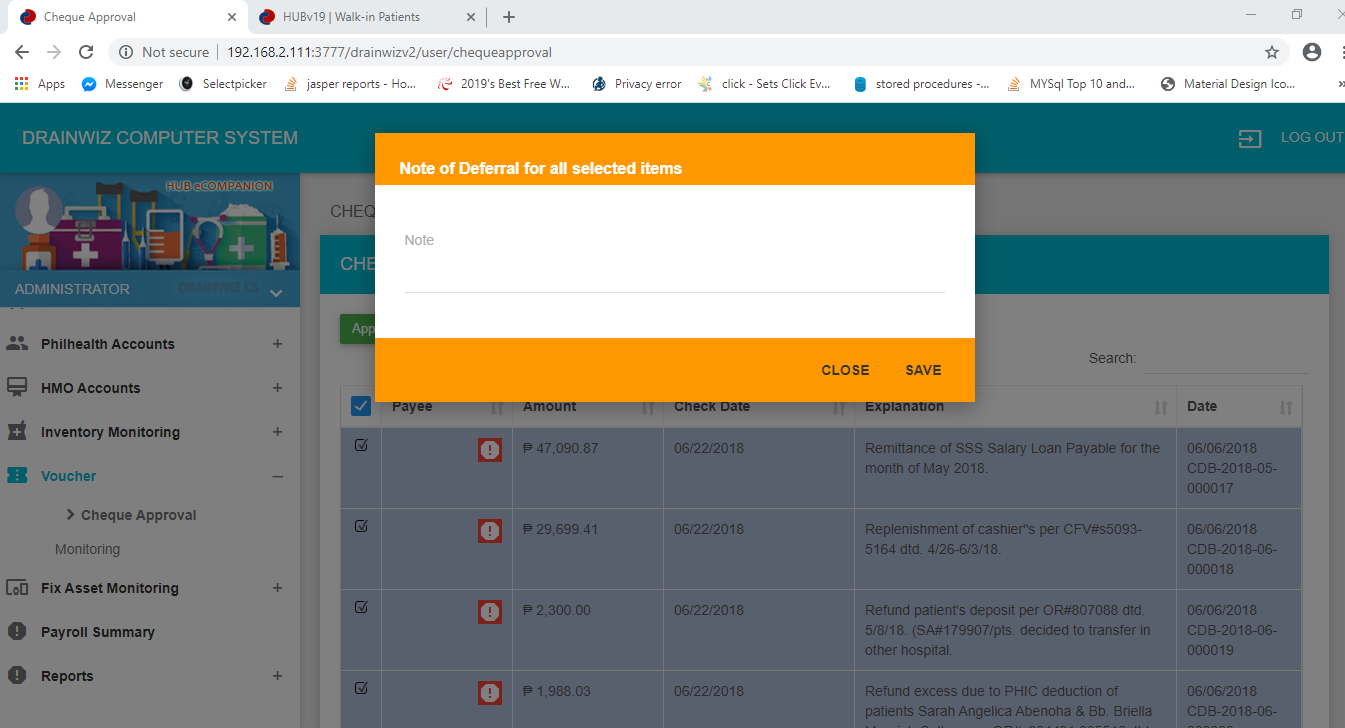 Cheque Approval
HUBv19 | Walk-in Patients
Not secure
192.168.2.111:3777/drainwizv2/user/chequeapproval
Apps
Messenger
Selectpicker
jasper reports - Ho...
2019's Best Free W...
Privacy error
click - Sets Click Ev...
stored procedures -...
MYSql Top 10 and...
Material Design Ico...
DRAINWIZ COMPUTER SYSTEM
LOG OUT
Note of Deferral for all selected items
HUB eCOMPANION
CHEQ
Note
CHE
ADMINISTRATOR
DRAINWIZ CS
App
Philhealth Accounts
HMO Accounts
Inventory Monitoring
Voucher
Cheque Approval
Monitoring
Fix Asset Monitoring
Payroll Summary
Reports
CLOSE
SAVE
Search:
Payee
Amount
Check Date
Explanation
Date
₱ 47,090.87
06/22/2018
Remittance of SSS Salary Loan Payable for the
month of May 2018.
06/06/2018
CDB-2018-05-
000017
₱ 29,699.41
06/22/2018
Replenishment of cashier"s per CFV#s5093-
5164 dtd. 4/26-6/3/18.
06/06/2018
CDB-2018-06-
000018
₱ 2,300.00
06/22/2018
Refund patient's deposit per OR#807088 dtd.
5/8/18. (SA#179907/pts. decided to transfer in
other hospital.
06/06/2018
CDB-2018-06-
000019
₱ 1,988.03
06/22/2018
Refund excess due to PHIC deduction of
patients Sarah Angelica Abenoha & Bb. Briella
06/06/2018
CDB-2018-06-